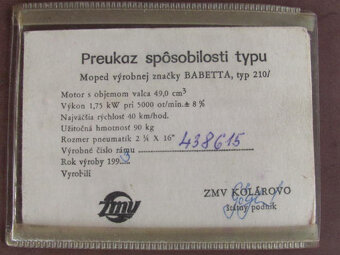 Preukaz spôsobilosti typu
Moped výrobnej značky BABETTA, typ 210/
Motor s objemom valca 49,0 cm³
Výkon 1,75 kW pri 5000 ot/min. ± 8 %
Najväčšia rýchlosť 40 km/hod.
Užitočná hmotnosť 90 kg
Rozmer pneumatík 2 ¼ X 16"
Výrobné číslo rámu 438615
Rok výroby 199
Vyrobili
ZMV KOLÁROVO
štátny podnik
zmv